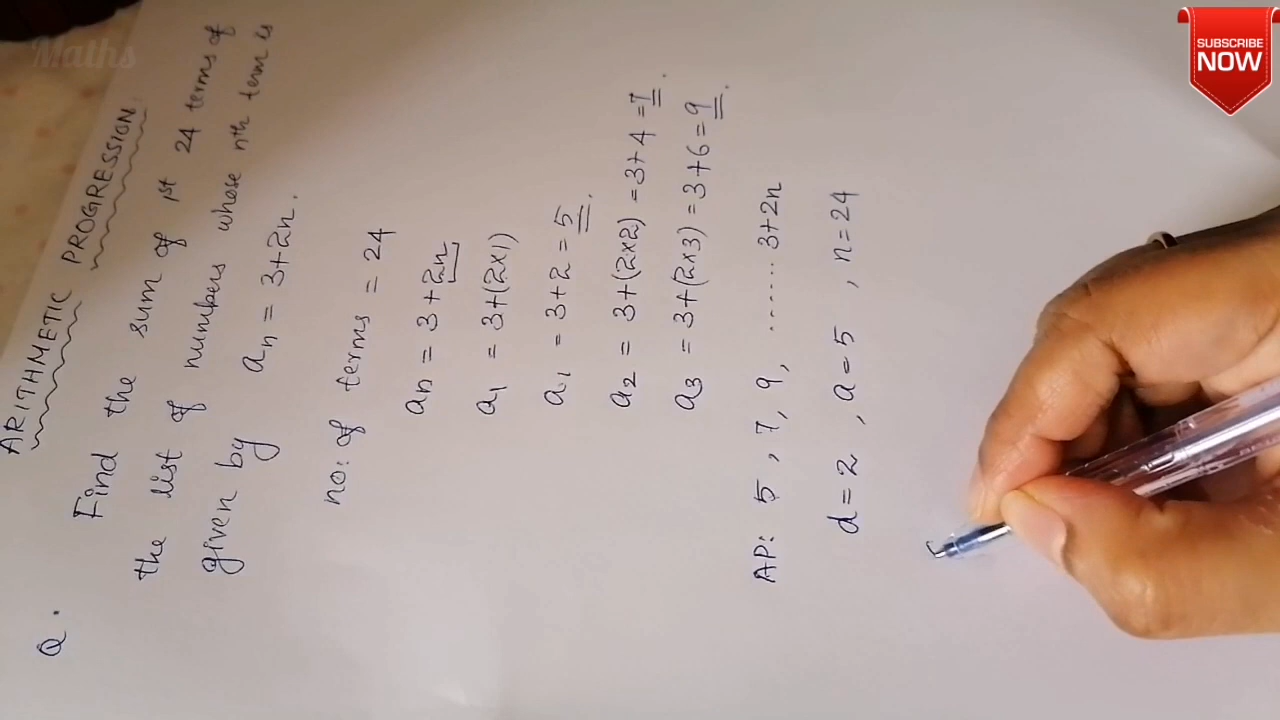 Maths
SUBSCRIBE
NOW
ARITHMETIC PROGRESSION
Q. Find the sum of 1st 24 terms of
the list of numbers whose nth term is
given by an = 3+2n.
no: of terms = 24
an = 3+2n
a1 = 3+(2×1)
a1 = 3+2 = 5.
a2 = 3+(2×2) = 3+4 = 7.
a3 = 3+(2×3) = 3+6 = 9.
AP: 5, 7, 9, ...... 3+2n
d=2, a=5, n=24